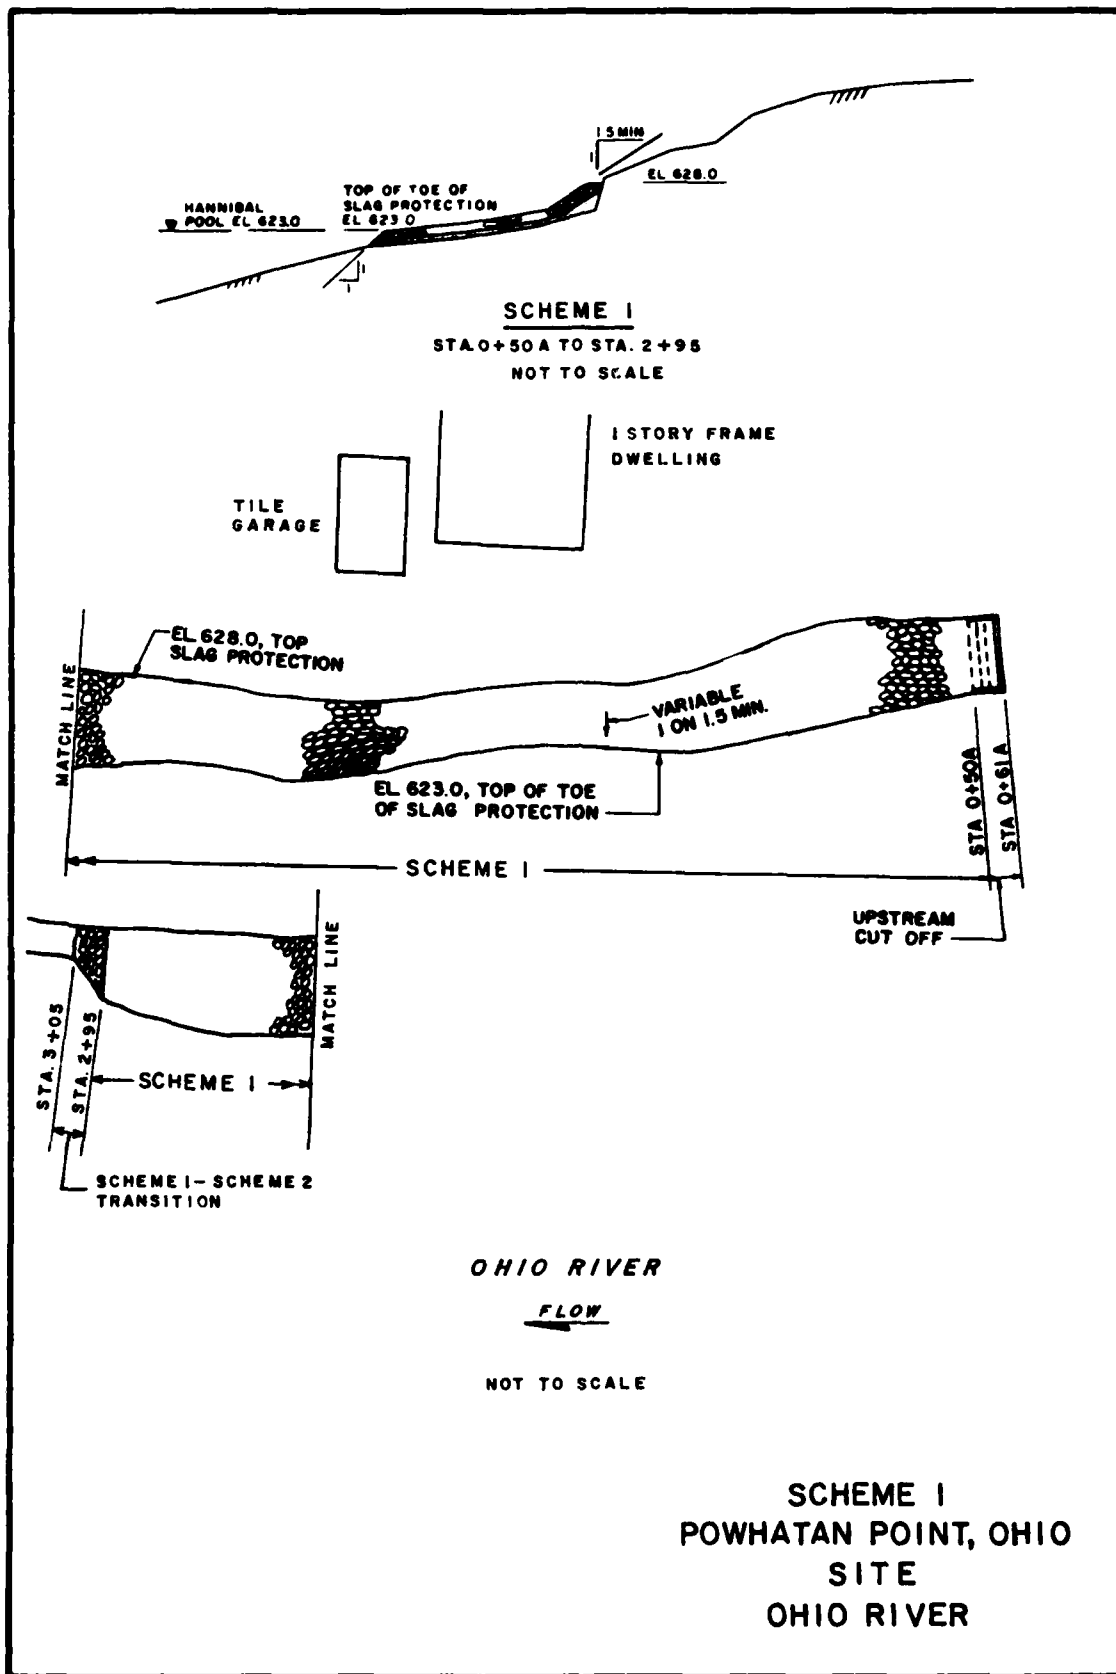 1.5 MIN
1
EL 628.0
TOP OF TOE OF
SLAG PROTECTION
EL 623.0
HANNIBAL
POOL EL 623.0
1
1
SCHEME 1
STA. 0+50 A TO STA. 2+95
NOT TO SCALE
1 STORY FRAME
DWELLING
TILE
GARAGE
EL 628.0, TOP
SLAG PROTECTION
MATCH LINE
VARIABLE
1 ON 1.5 MIN.
EL 623.0, TOP OF TOE
OF SLAG PROTECTION
STA 0+50A
STA 0+61A
SCHEME 1
UPSTREAM
CUT OFF
MATCH LINE
STA. 3+05
STA. 2+95
SCHEME 1
SCHEME 1- SCHEME 2
TRANSITION
OHIO RIVER
FLOW
NOT TO SCALE
SCHEME 1
POWHATAN POINT, OHIO
SITE
OHIO RIVER